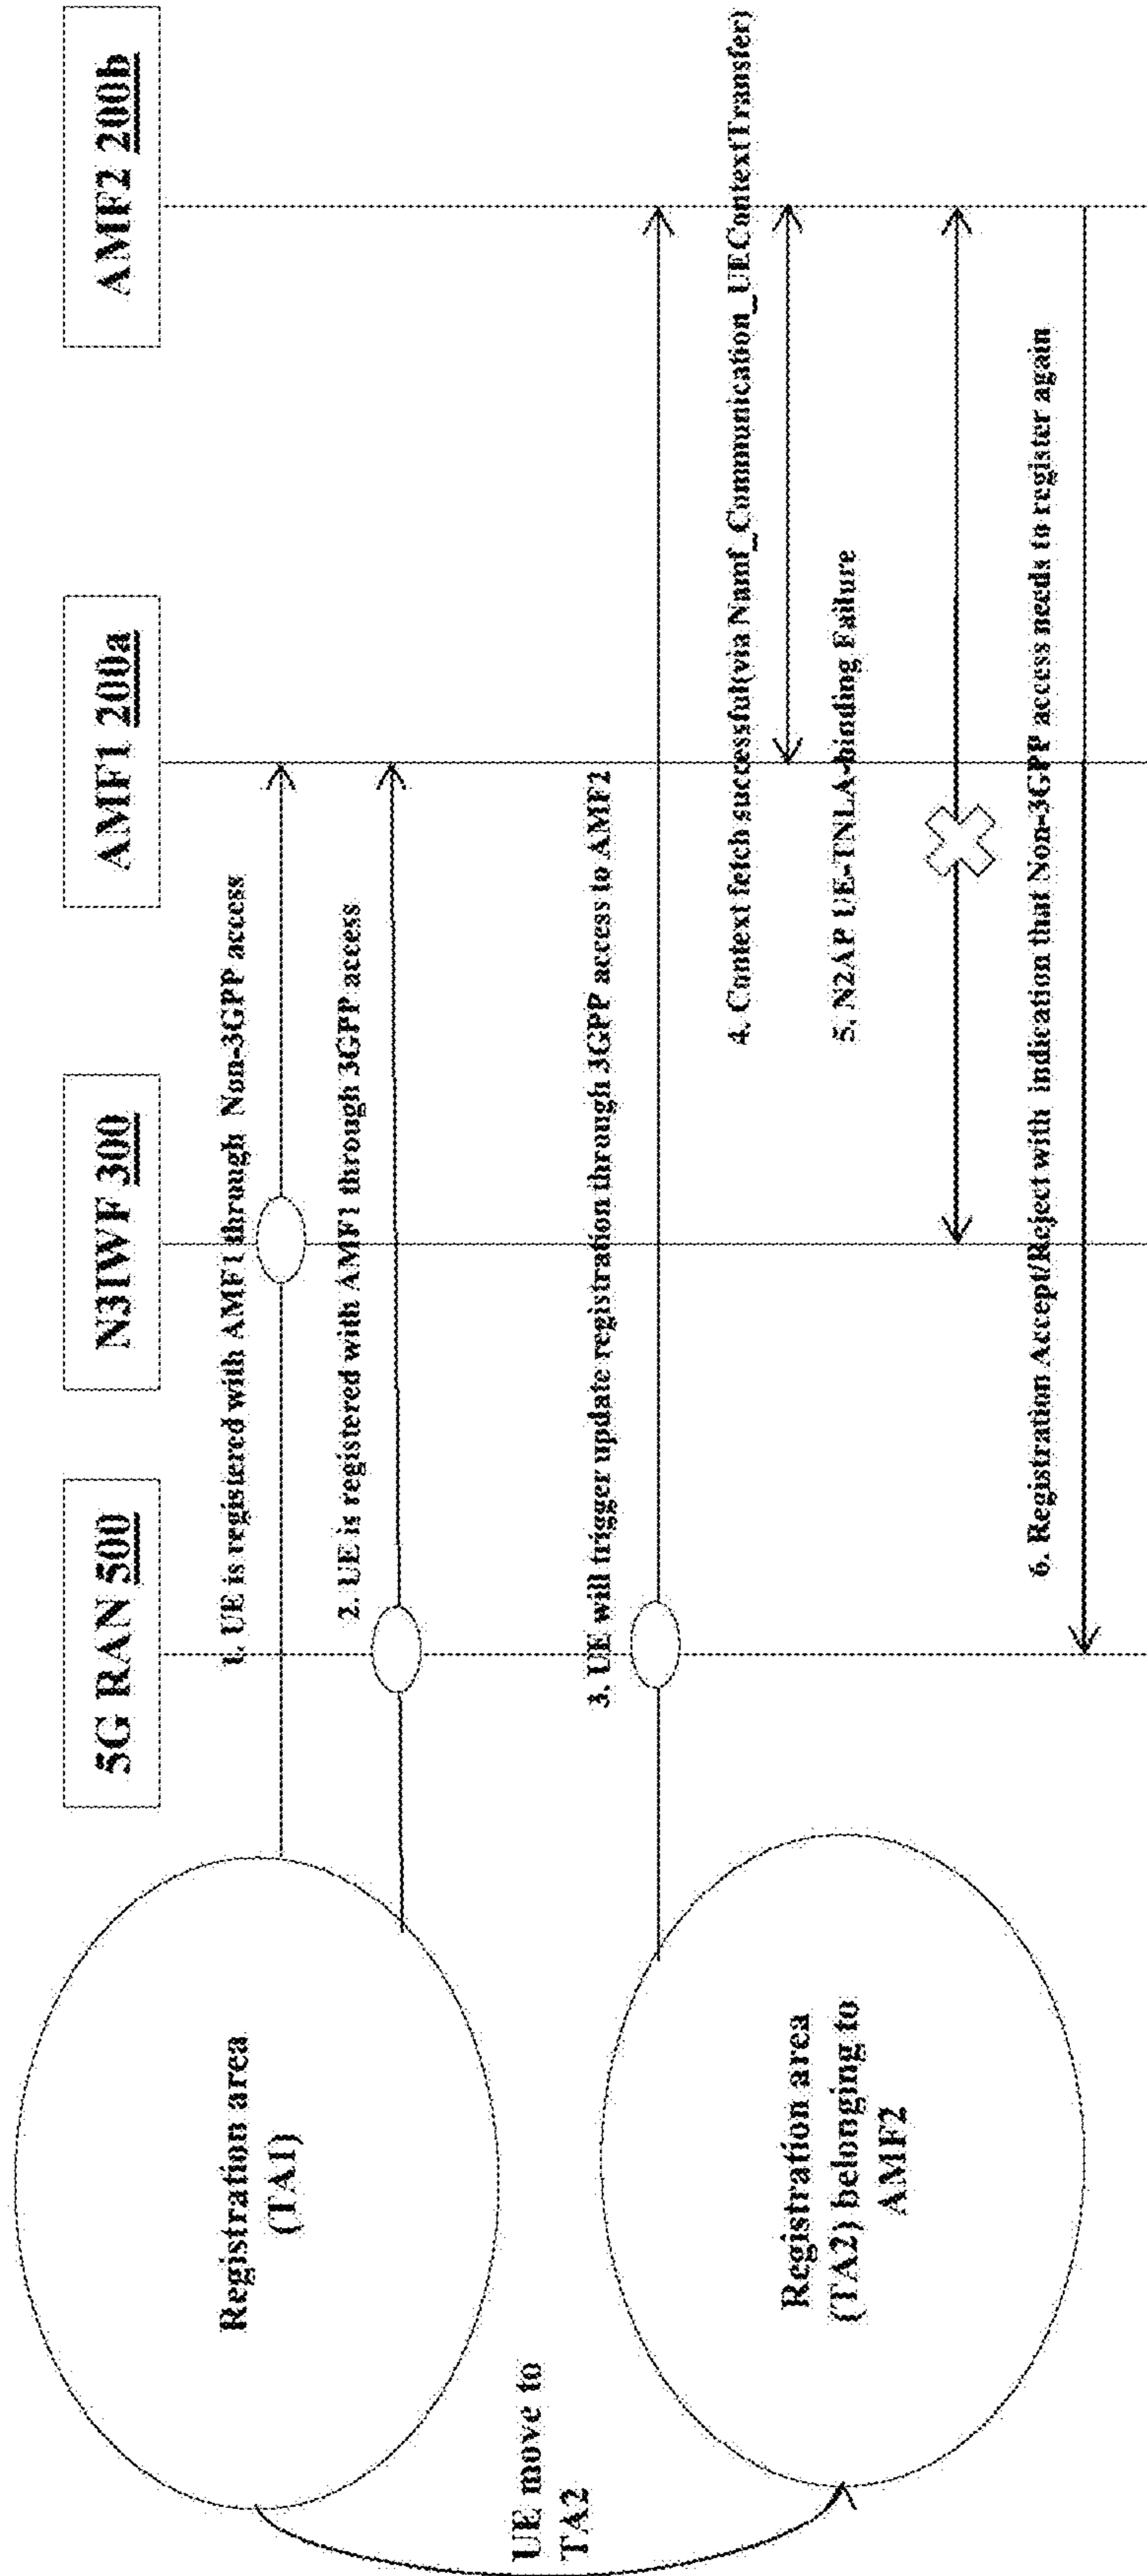 5G RAN 500
N3IWF 300
AMF1 200a
AMF2 200b
Registration area
(TA1)
1. UE is registered with AMF1 through Non-3GPP access
2. UE is registered with AMF1 through 3GPP access
UE move to
TA2
3. UE will trigger update registration through 3GPP access to AMF2
Registration area
(TA2) belonging to
AMF2
4. Context fetch successful(via Namf_Communication_UEContextTransfer)
5. N2AP UE-TNLA-binding Failure
6. Registration Accept/Reject with indication that Non-3GPP access needs to register again